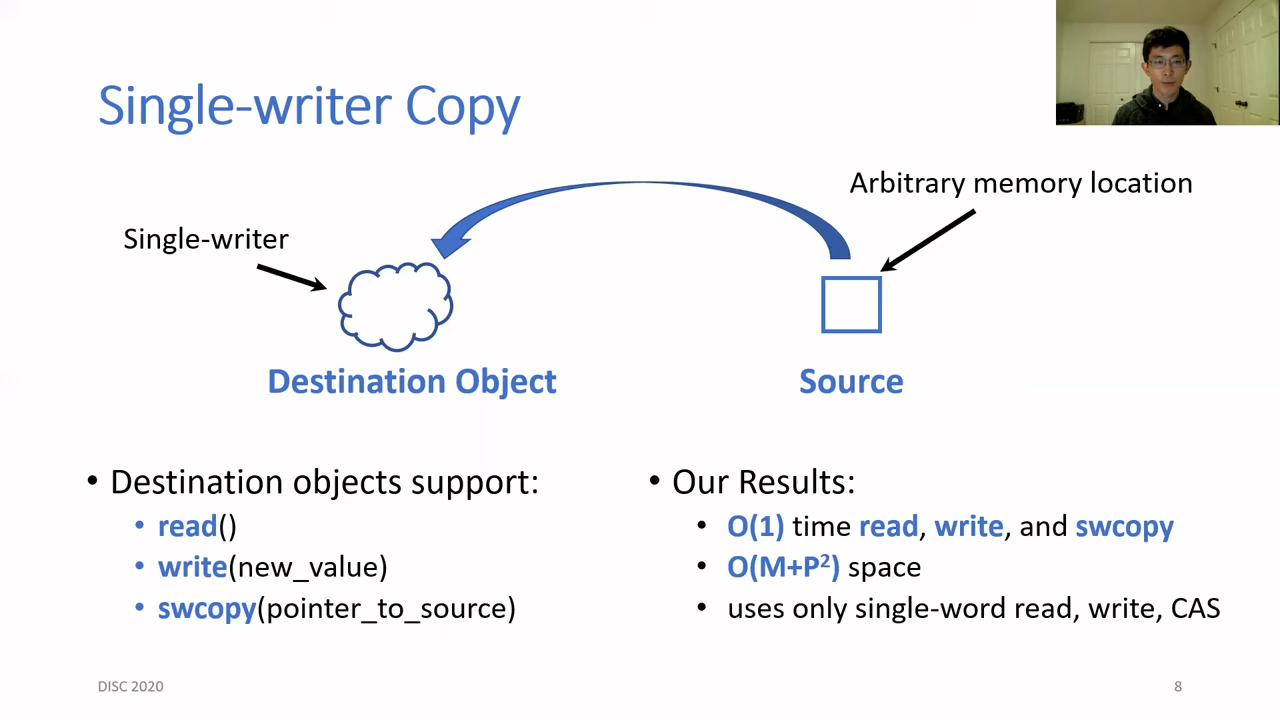 Single-writer Copy
Arbitrary memory location
Single-writer
Destination Object
Source
• Destination objects support:
• read()
• write(new_value)
• swcopy(pointer_to_source)
• Our Results:
• O(1) time read, write, and swcopy
• O(M+P²) space
• uses only single-word read, write, CAS
DISC 2020
8